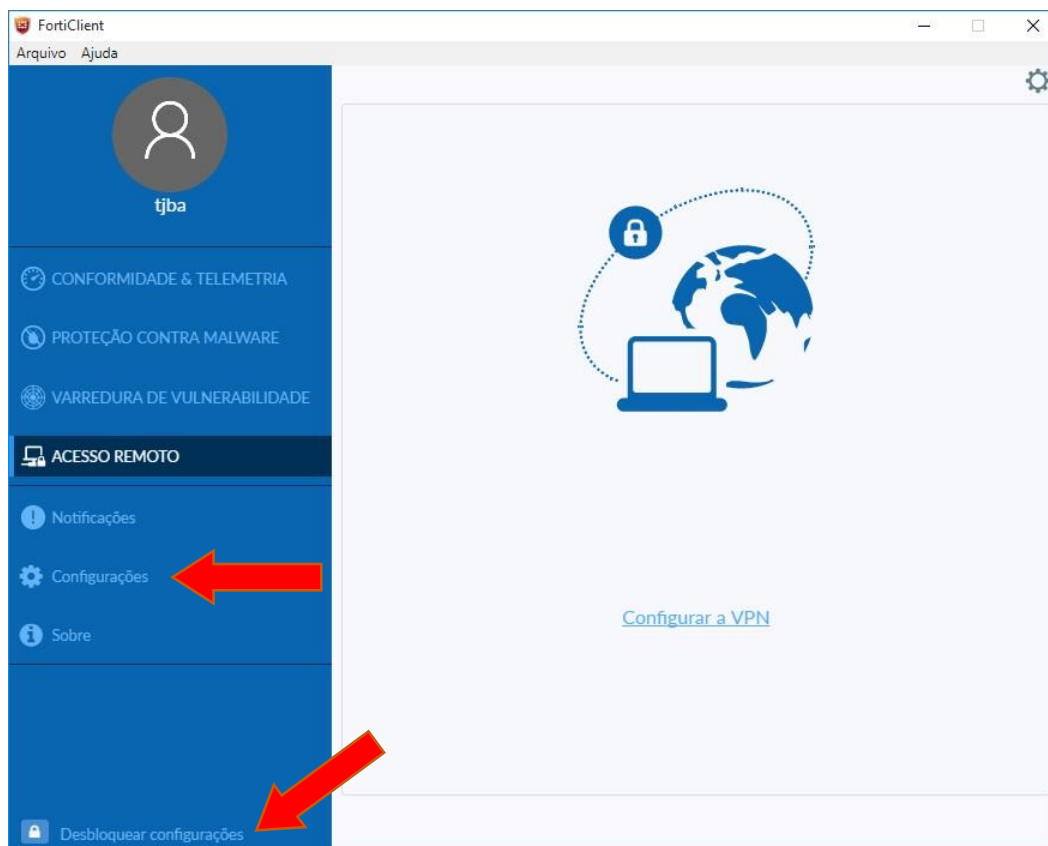 FortiClient
Arquivo Ajuda
tjba
CONFORMIDADE & TELEMETRIA
PROTEÇÃO CONTRA MALWARE
VARREDURA DE VULNERABILIDADE
ACESSO REMOTO
Notificações
Configurações
Sobre
Configurar a VPN
Desbloquear configurações